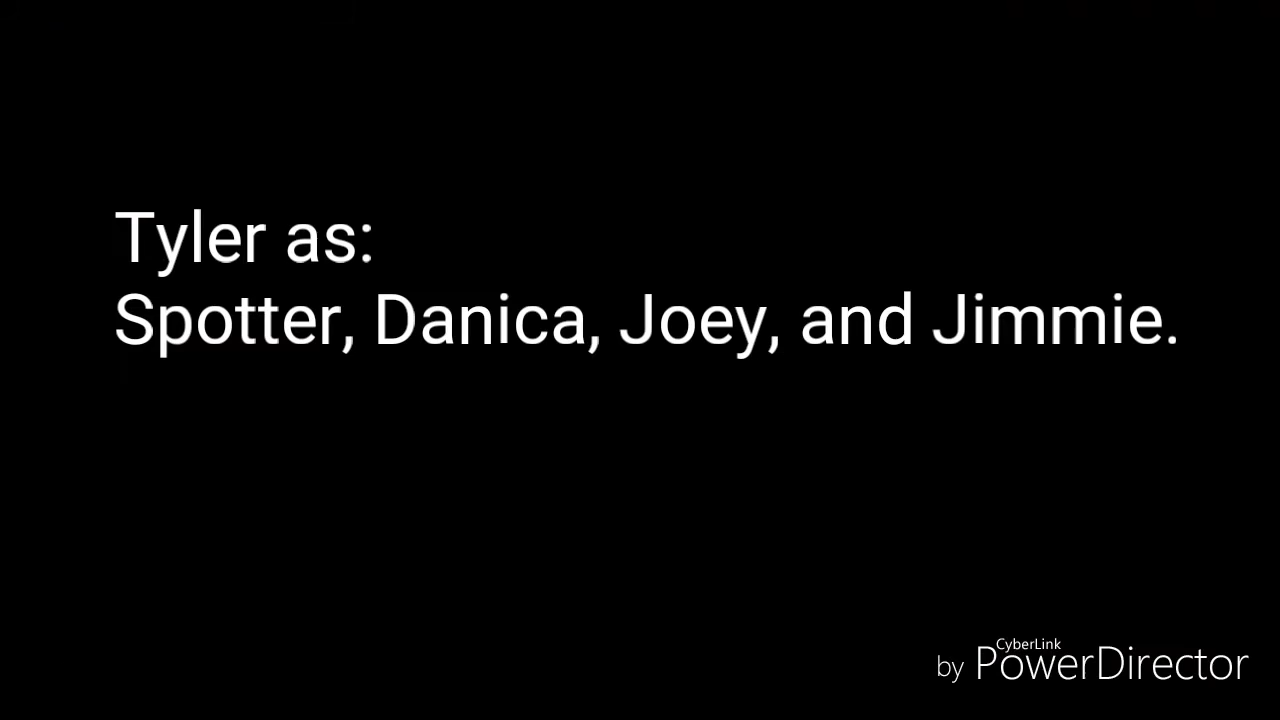 Tyler as:
Spotter, Danica, Joey, and Jimmie.
CyberLink
by PowerDirector